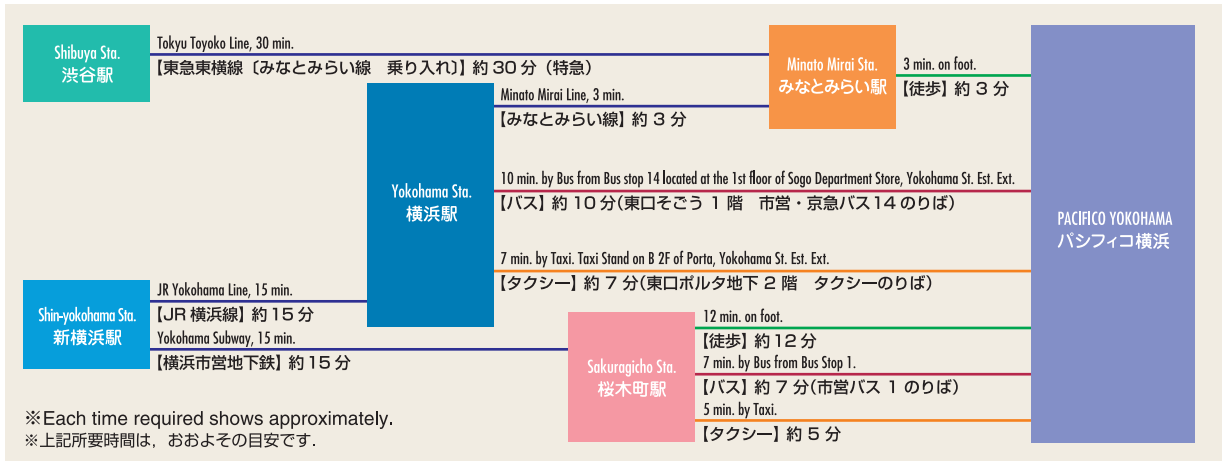 Shibuya Sta.
渋谷駅
Tokyu Toyoko Line, 30 min.
【東急東横線〔みなとみらい線　乗り入れ〕】約30分（特急）
Minato Mirai Sta.
みなとみらい駅
3 min. on foot.
【徒歩】約 3 分
Minato Mirai Line, 3 min.
【みなとみらい線】約 3 分
Yokohama Sta.
横浜駅
10 min. by Bus from Bus stop 14 located at the 1st floor of Sogo Department Store, Yokohama St. Est. Ext.
【バス】約10分(東口そごう 1 階　市営・京急バス14のりば)
PACIFICO YOKOHAMA
パシフィコ横浜
7 min. by Taxi. Taxi Stand on B 2F of Porta, Yokohama St. Est. Ext.
【タクシー】約 7 分(東口ポルタ地下 2 階　タクシーのりば)
Shin-yokohama Sta.
新横浜駅
JR Yokohama Line, 15 min.
【JR 横浜線】約15分
Yokohama Subway, 15 min.
【横浜市営地下鉄】約15分
Sakuragicho Sta.
桜木町駅
12 min. on foot.
【徒歩】約12分
7 min. by Bus from Bus Stop 1.
【バス】約 7 分(市営バス 1 のりば)
5 min. by Taxi.
【タクシー】約 5 分
※Each time required shows approximately.
※上記所要時間は，おおよその目安です.